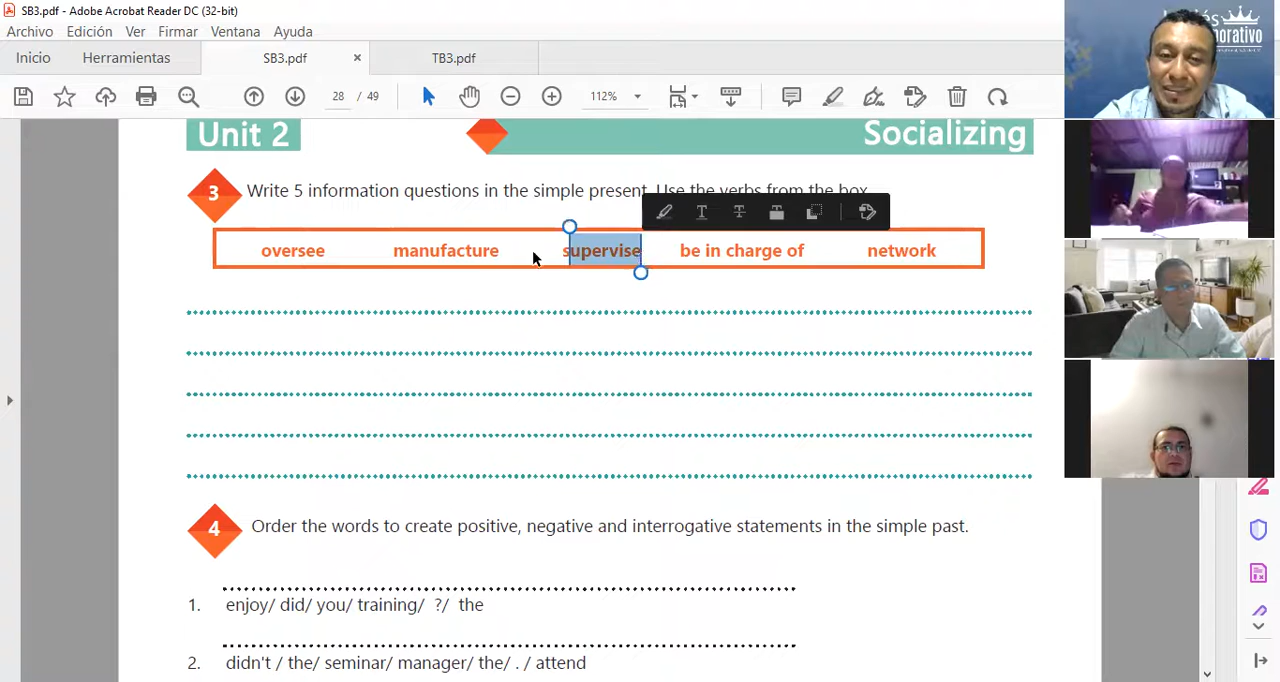 SB3.pdf - Adobe Acrobat Reader DC (32-bit)
Archivo Edición Ver Firmar Ventana Ayuda
Inicio Herramientas SB3.pdf × TB3.pdf
28 / 49 112%
Unit 2 Socializing
3 Write 5 information questions in the simple present. Use the verbs from the box.
oversee manufacture supervise be in charge of network
4 Order the words to create positive, negative and interrogative statements in the simple past.
1. enjoy/ did/ you/ training/ ?/ the
2. didn't / the/ seminar/ manager/ the/ . / attend